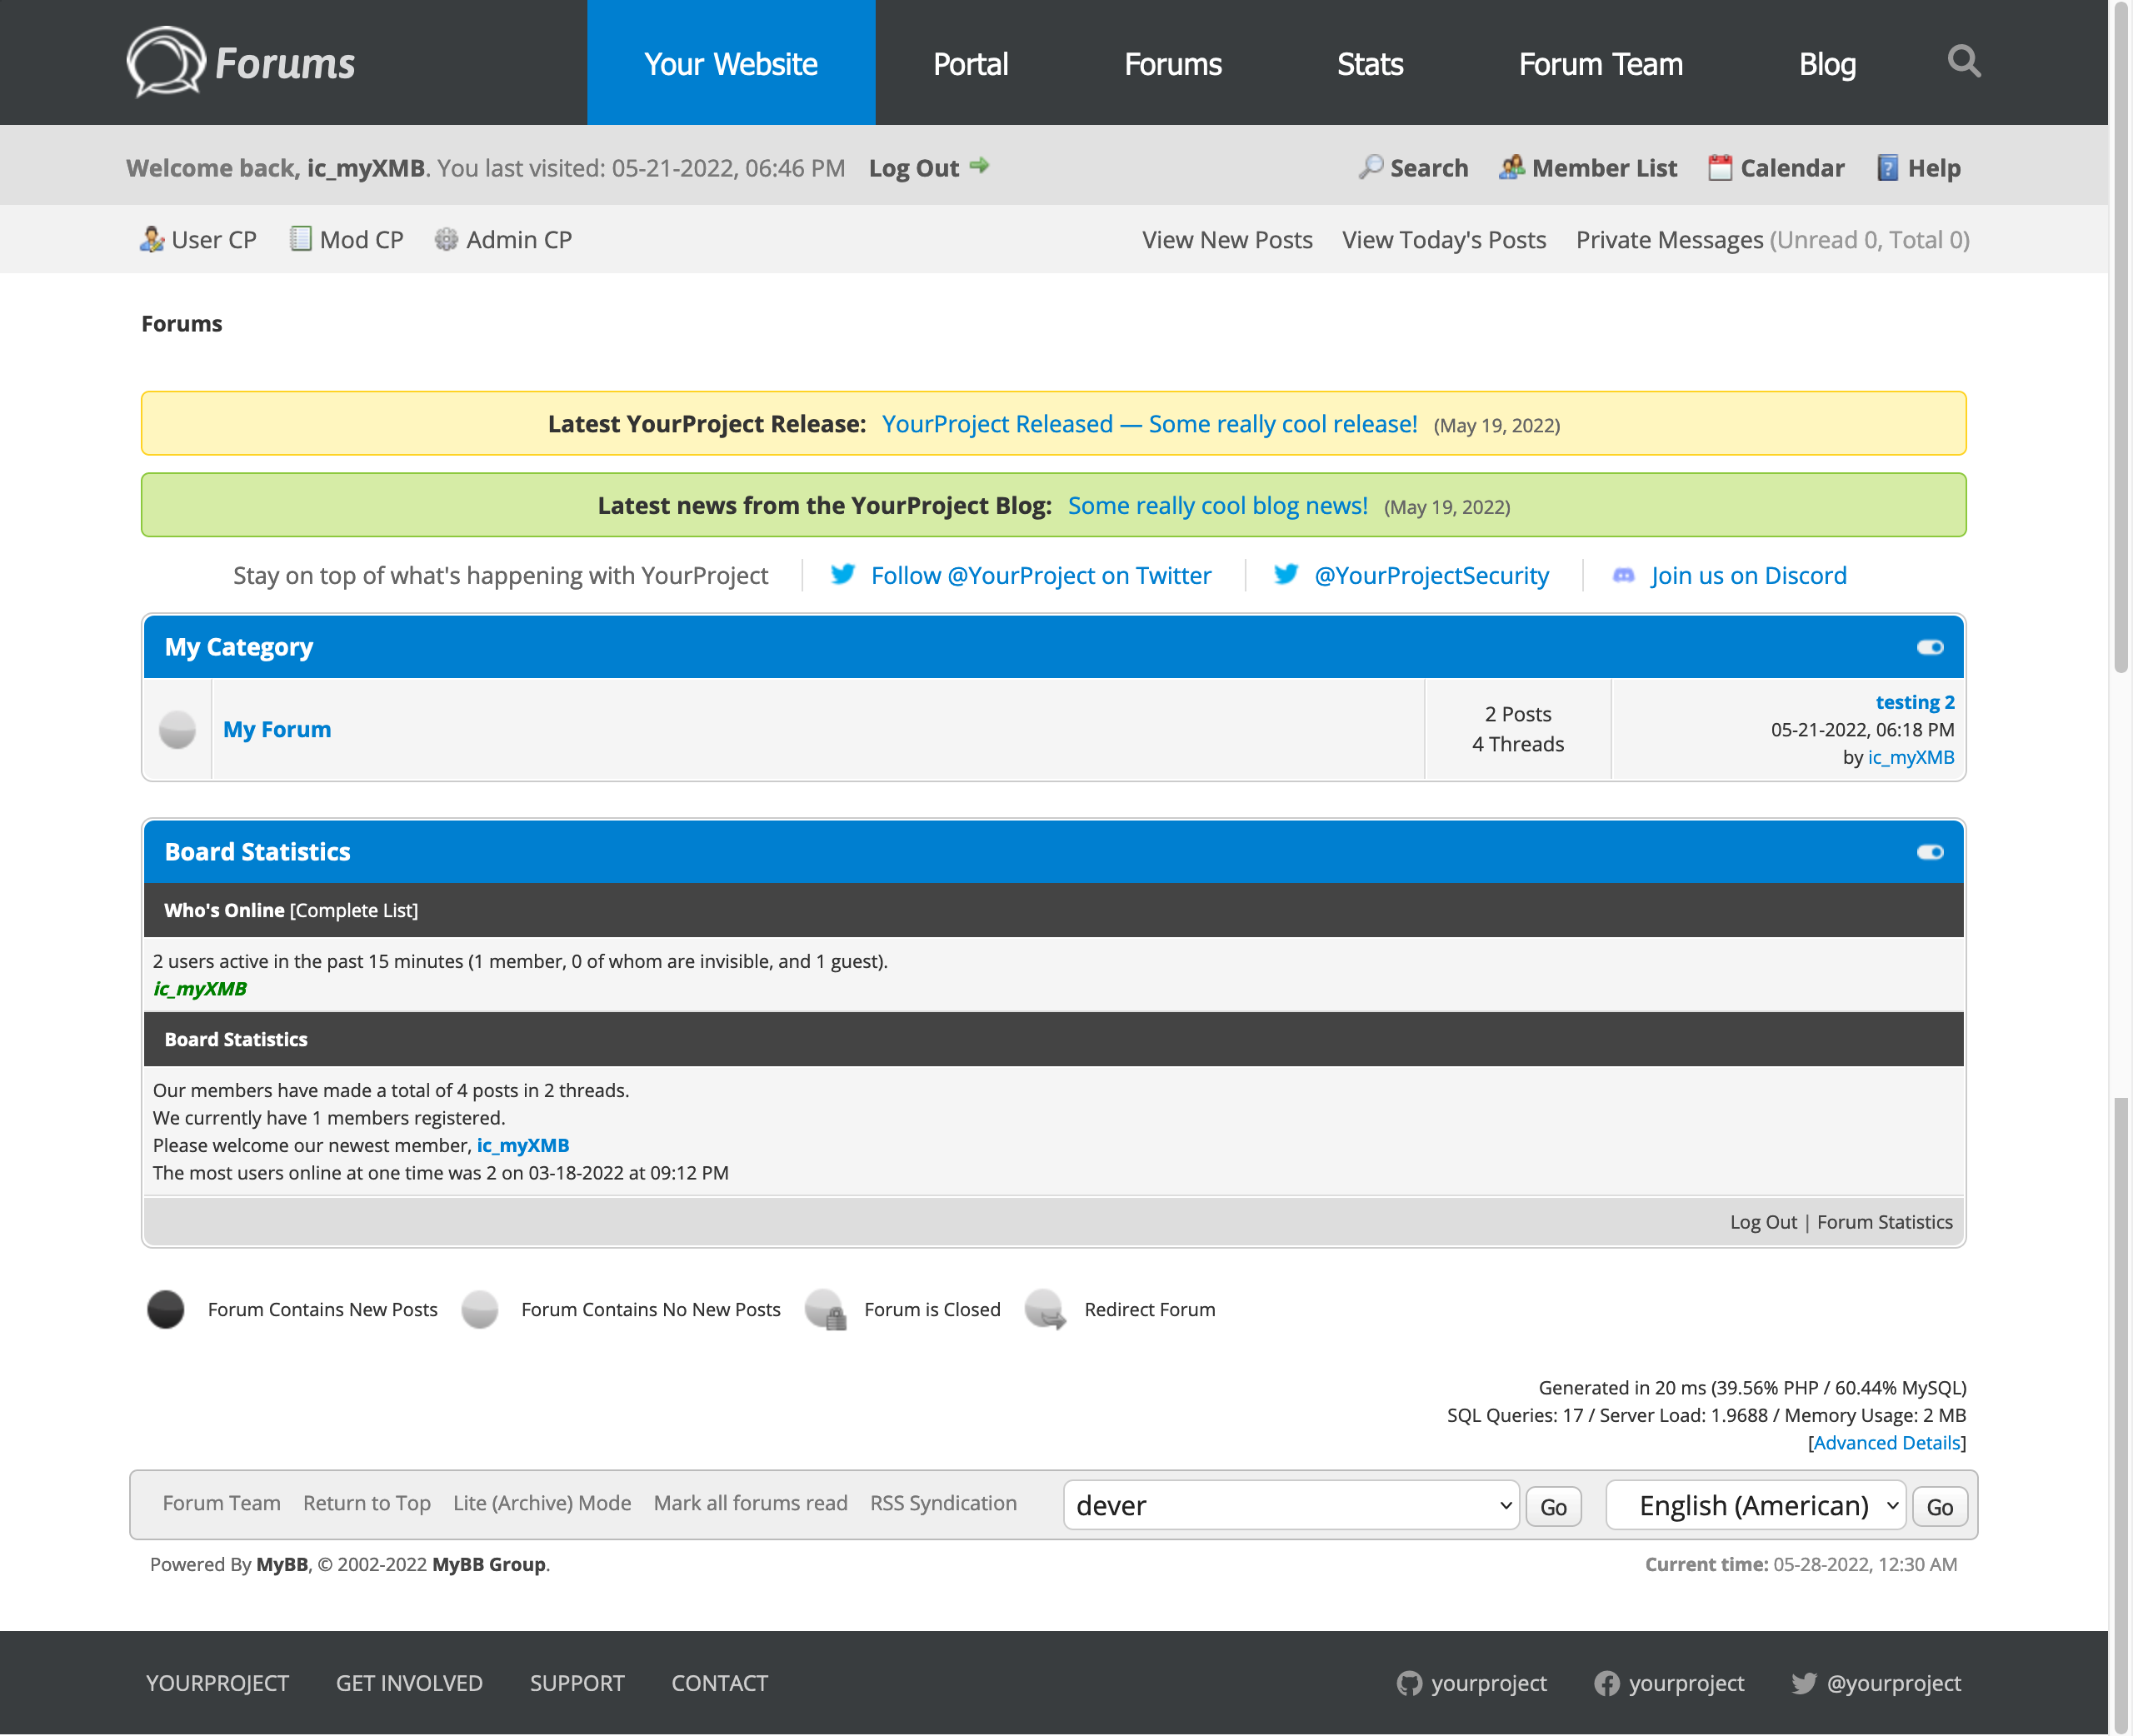 Forums
Your Website
Portal
Forums
Stats
Forum Team
Blog
Welcome back, ic_myXMB. You last visited: 05-21-2022, 06:46 PM Log Out
Search
Member List
Calendar
Help
User CP
Mod CP
Admin CP
View New Posts
View Today's Posts
Private Messages (Unread 0, Total 0)
Forums
Latest YourProject Release: YourProject Released — Some really cool release! (May 19, 2022)
Latest news from the YourProject Blog: Some really cool blog news! (May 19, 2022)
Stay on top of what's happening with YourProject
Follow @YourProject on Twitter
@YourProjectSecurity
Join us on Discord
My Category
My Forum
2 Posts
4 Threads
testing 2
05-21-2022, 06:18 PM
by ic_myXMB
Board Statistics
Who's Online [Complete List]
2 users active in the past 15 minutes (1 member, 0 of whom are invisible, and 1 guest).
ic_myXMB
Board Statistics
Our members have made a total of 4 posts in 2 threads.
We currently have 1 members registered.
Please welcome our newest member, ic_myXMB
The most users online at one time was 2 on 03-18-2022 at 09:12 PM
Log Out | Forum Statistics
Forum Contains New Posts
Forum Contains No New Posts
Forum is Closed
Redirect Forum
Generated in 20 ms (39.56% PHP / 60.44% MySQL)
SQL Queries: 17 / Server Load: 1.9688 / Memory Usage: 2 MB
[Advanced Details]
Forum Team
Return to Top
Lite (Archive) Mode
Mark all forums read
RSS Syndication
dever
Go
English (American)
Go
Powered By MyBB, © 2002-2022 MyBB Group.
Current time: 05-28-2022, 12:30 AM
YOURPROJECT
GET INVOLVED
SUPPORT
CONTACT
yourproject
yourproject
@yourproject